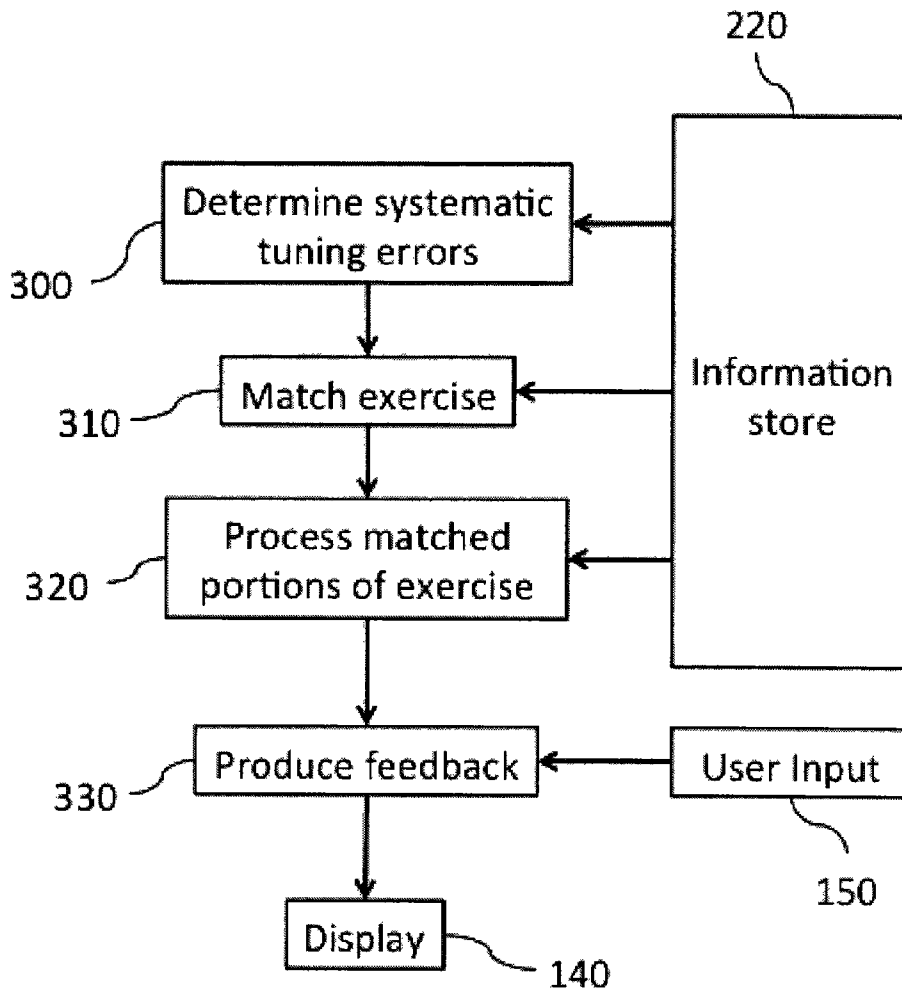 220
Determine systematic
tuning errors
300
Match exercise
310
Information
store
Process matched
portions of exercise
320
Produce feedback
330
User Input
150
Display
140